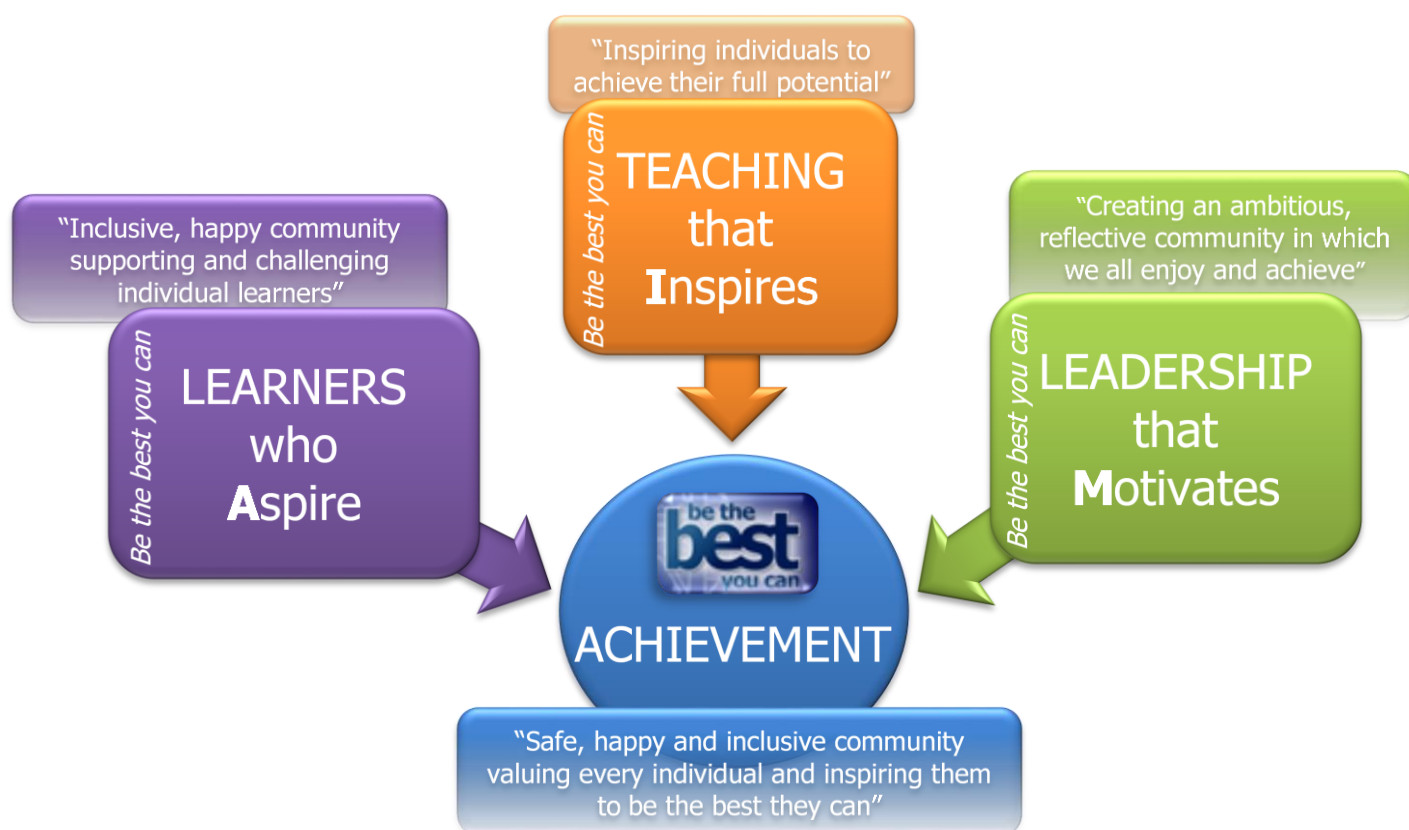 “Inspiring individuals to
achieve their full potential”
Be the best you can
TEACHING
that
Inspires
“Inclusive, happy community
supporting and challenging
individual learners”
Be the best you can
LEARNERS
who
Aspire
“Creating an ambitious,
reflective community in which
we all enjoy and achieve”
Be the best you can
LEADERSHIP
that
Motivates
be the
best
you can
ACHIEVEMENT
“Safe, happy and inclusive community
valuing every individual and inspiring them
to be the best they can”